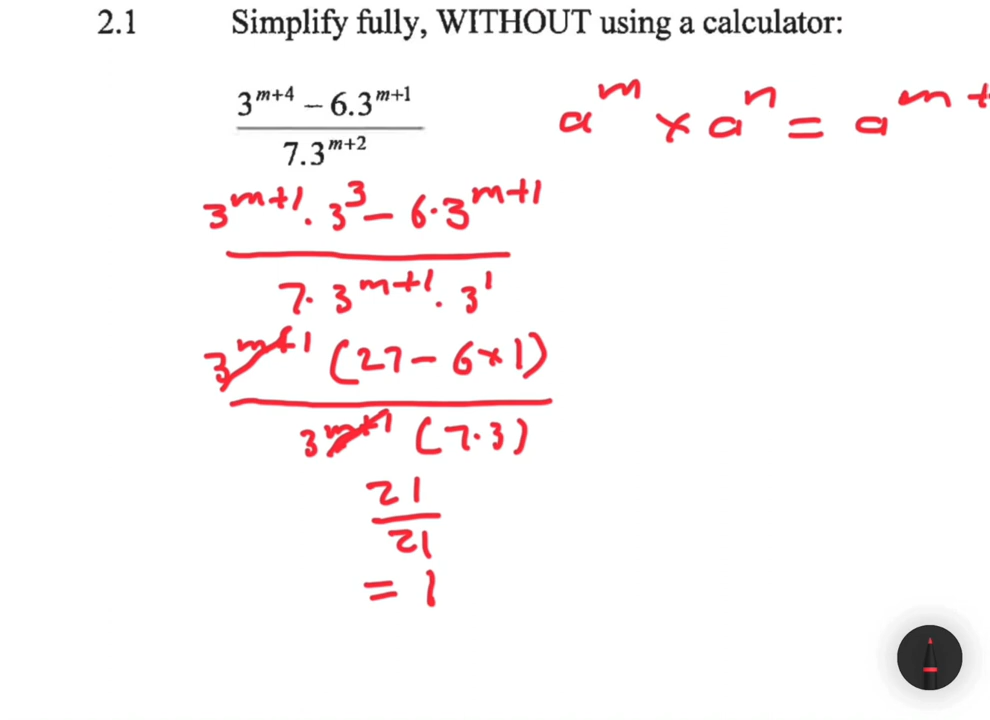 2.1 Simplify fully, WITHOUT using a calculator:
3^{m+4} – 6.3^{m+1}
7.3^{m+2}
a^m × a^n = a^{m+
3^{m+1} . 3^3 – 6·3^{m+1}
7. 3^{m+1} . 3^1
3^{m+1} (27 – 6×1)
3^{m+1} (7·3)
21
21
= 1